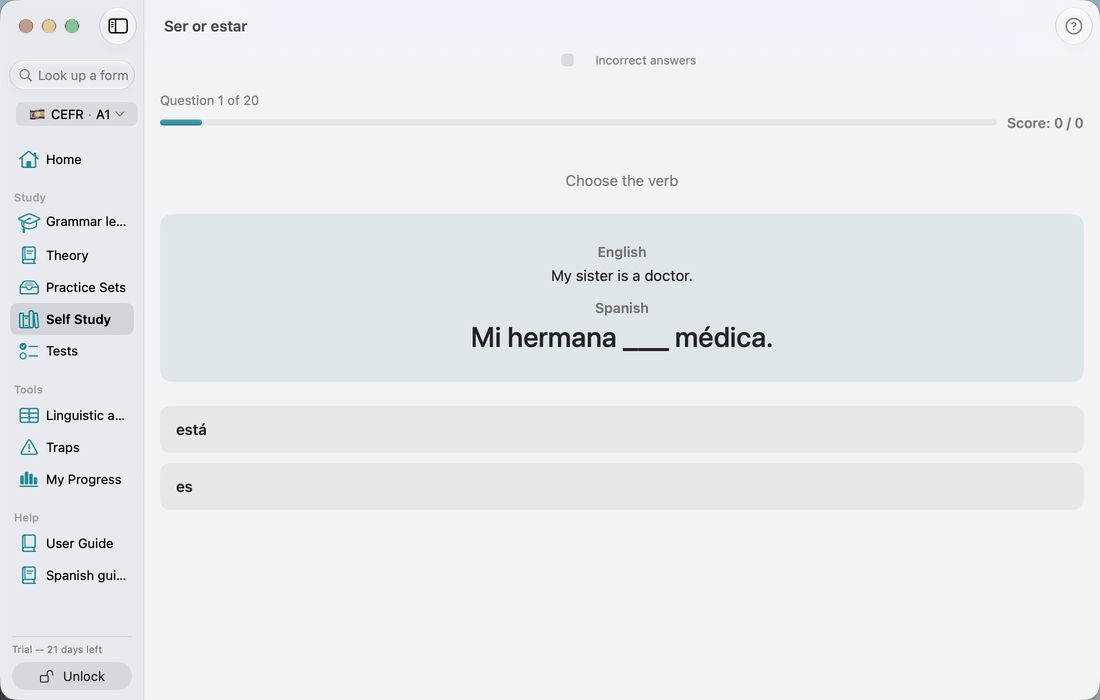 Ser or estar
Look up a form
CEFR · A1
Home
Study
Grammar le...
Theory
Practice Sets
Self Study
Tests
Tools
Linguistic a...
Traps
My Progress
Help
User Guide
Spanish gui...
Trial — 21 days left
Unlock
Incorrect answers
Question 1 of 20
Score: 0 / 0
Choose the verb
English
My sister is a doctor.
Spanish
Mi hermana ____ médica.
está
es